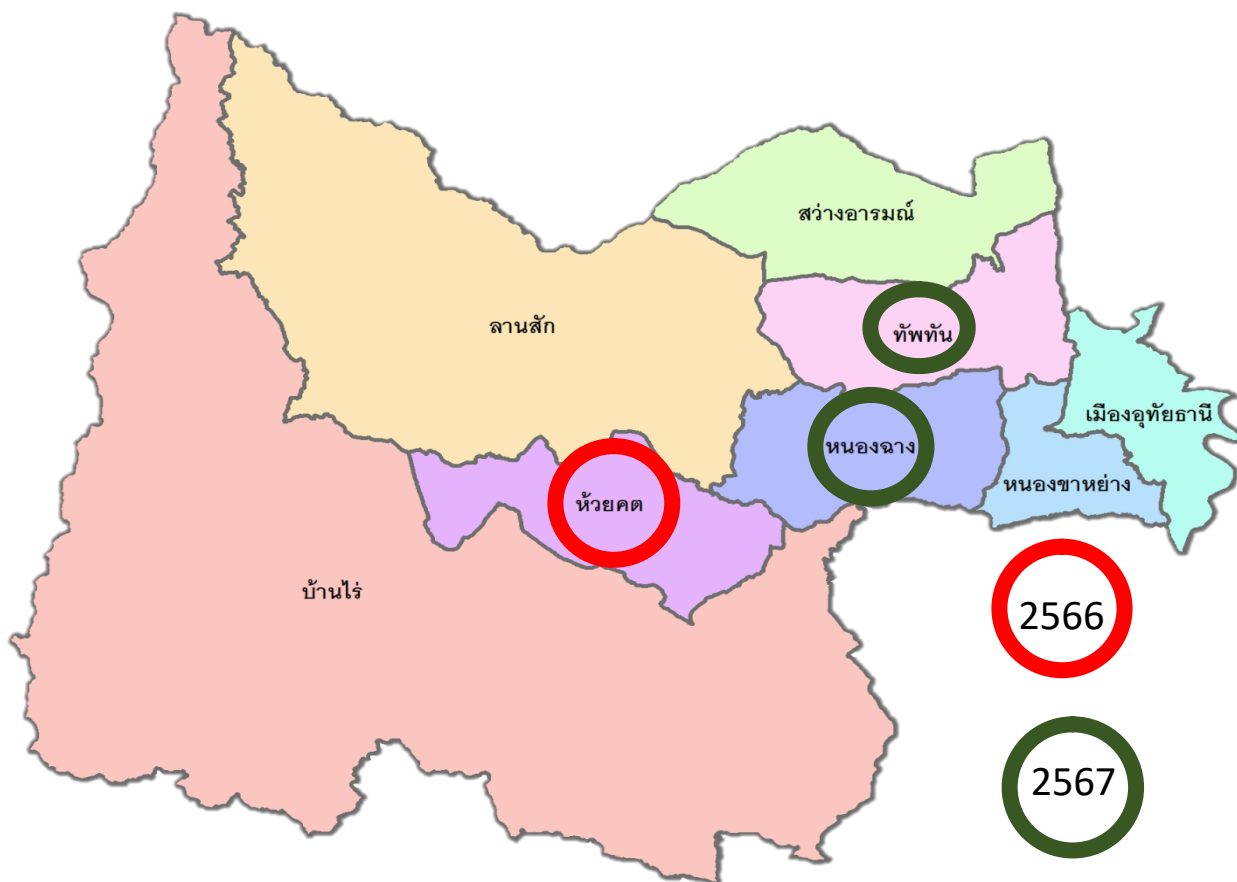 สว่างอารมณ์
ลานสัก
ทัพทัน
เมืองอุทัยธานี
หนองฉาง
หนองขาหย่าง
ห้วยคต
บ้านไร่
2566
2567